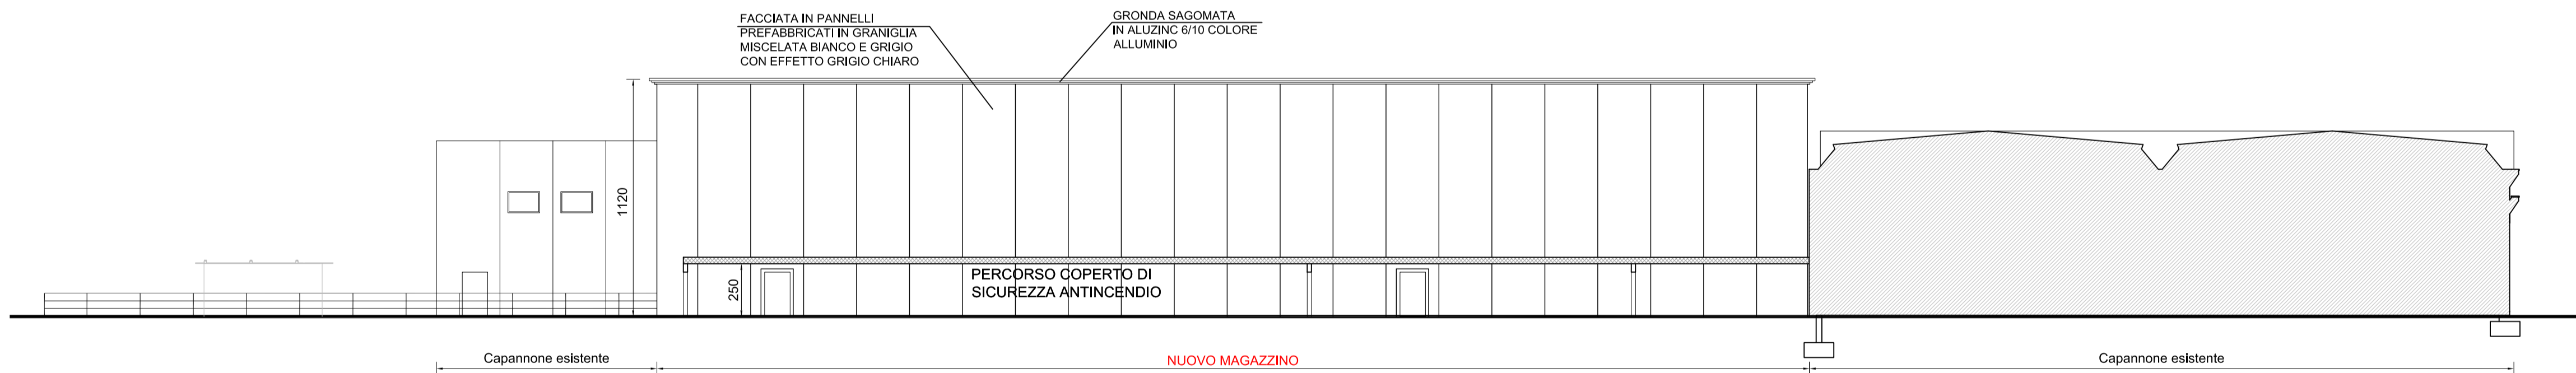 FACCIATA IN PANNELLI
PREFABBRICATI IN GRANIGLIA
MISCELATA BIANCO E GRIGIO
CON EFFETTO GRIGIO CHIARO
GRONDA SAGOMATA
IN ALUZINC 6/10 COLORE
ALLUMINIO
1120
250
PERCORSO COPERTO DI
SICUREZZA ANTINCENDIO
Capannone esistente
NUOVO MAGAZZINO
Capannone esistente